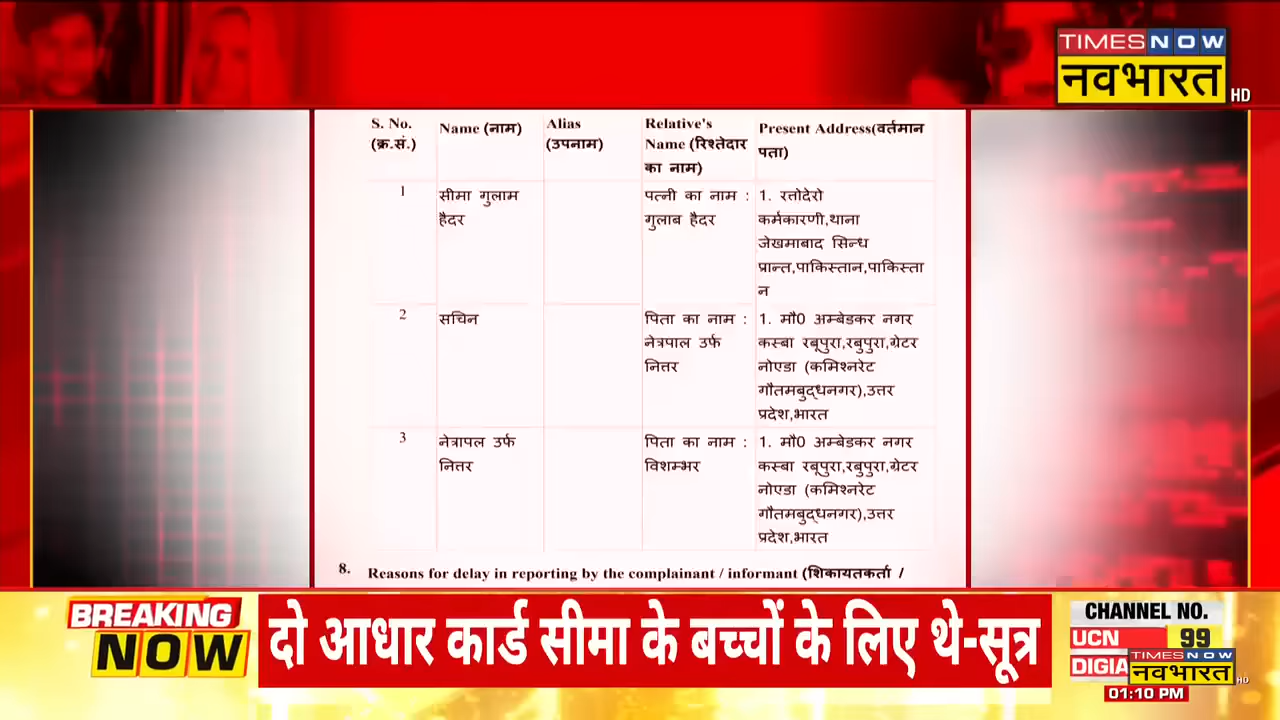 TIMES NOW
नवभारत
HD
S. No. (क्र.सं.)
Name (नाम)
Alias (उपनाम)
Relative's Name (रिश्तेदार का नाम)
Present Address(वर्तमान पता)
1
सीमा गुलाम
हैदर
पत्नी का नाम :
गुलाब हैदर
1. रत्तोदेरो
कर्मकारणी,थाना
जेखमाबाद सिन्ध
प्रान्त,पाकिस्तान,पाकिस्ता
न
2
सचिन
पिता का नाम :
नेत्रपाल उर्फ
नित्तर
1. मौ0 अम्बेडकर नगर
कस्बा रबूपुरा,रबुपुरा,ग्रेटर
नोएडा (कमिश्नरेट
गौतमबुद्धनगर),उत्तर
प्रदेश,भारत
3
नेत्रापल उर्फ
नित्तर
पिता का नाम :
विशम्भर
1. मौ0 अम्बेडकर नगर
कस्बा रबूपुरा,रबुपुरा,ग्रेटर
नोएडा (कमिश्नरेट
गौतमबुद्धनगर),उत्तर
प्रदेश,भारत
8. Reasons for delay in reporting by the complainant / informant (शिकायतकर्ता /
BREAKING
NOW
दो आधार कार्ड सीमा के बच्चों के लिए थे-सूत्र
CHANNEL NO.
UCN 99
DIGIA
TIMES NOW
नवभारत
HD
01:10 PM